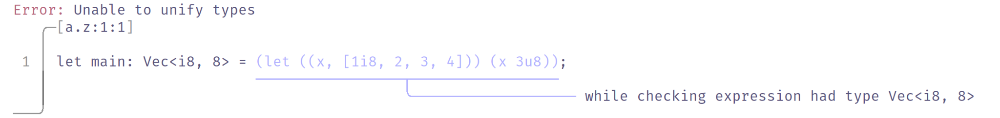 Error: Unable to unify types
[a.z:1:1]
1 let main: Vec<i8, 8> = (let ((x, [1i8, 2, 3, 4])) (x 3u8));
while checking expression had type Vec<i8, 8>